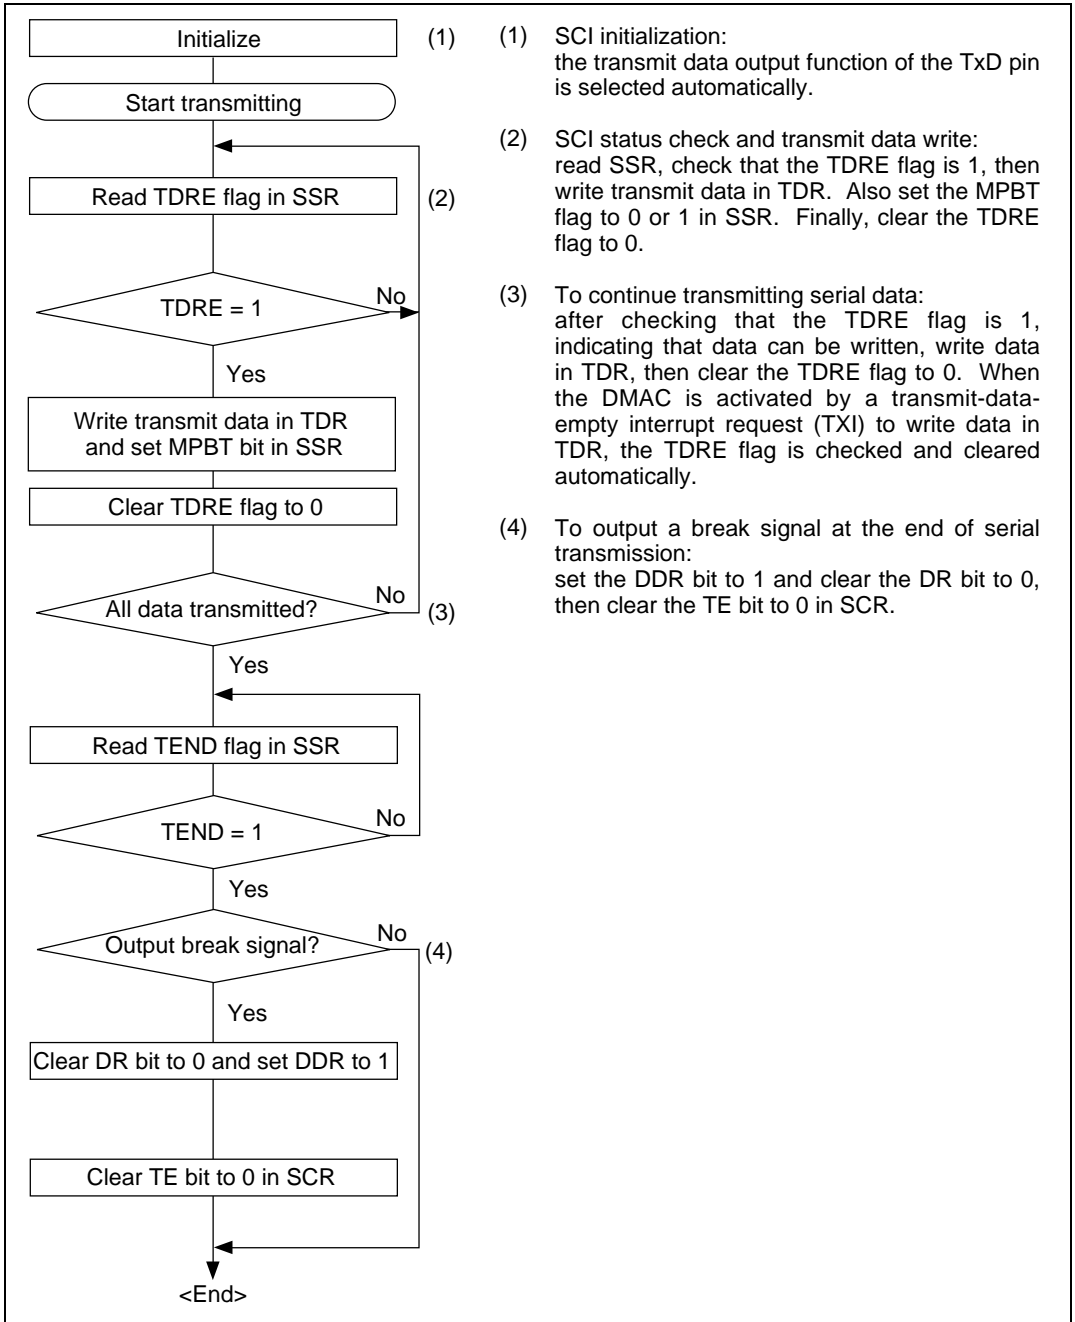 Initialize (1)
Start transmitting
Read TDRE flag in SSR (2)
TDRE = 1 No
Yes
Write transmit data in TDR
and set MPBT bit in SSR
Clear TDRE flag to 0
All data transmitted? No (3)
Yes
Read TEND flag in SSR
TEND = 1 No
Yes
Output break signal? No (4)
Yes
Clear DR bit to 0 and set DDR to 1
Clear TE bit to 0 in SCR
<End>
(1) SCI initialization:
the transmit data output function of the TxD pin
is selected automatically.
(2) SCI status check and transmit data write:
read SSR, check that the TDRE flag is 1, then
write transmit data in TDR. Also set the MPBT
flag to 0 or 1 in SSR. Finally, clear the TDRE
flag to 0.
(3) To continue transmitting serial data:
after checking that the TDRE flag is 1,
indicating that data can be written, write data
in TDR, then clear the TDRE flag to 0. When
the DMAC is activated by a transmit-data-
empty interrupt request (TXI) to write data in
TDR, the TDRE flag is checked and cleared
automatically.
(4) To output a break signal at the end of serial
transmission:
set the DDR bit to 1 and clear the DR bit to 0,
then clear the TE bit to 0 in SCR.